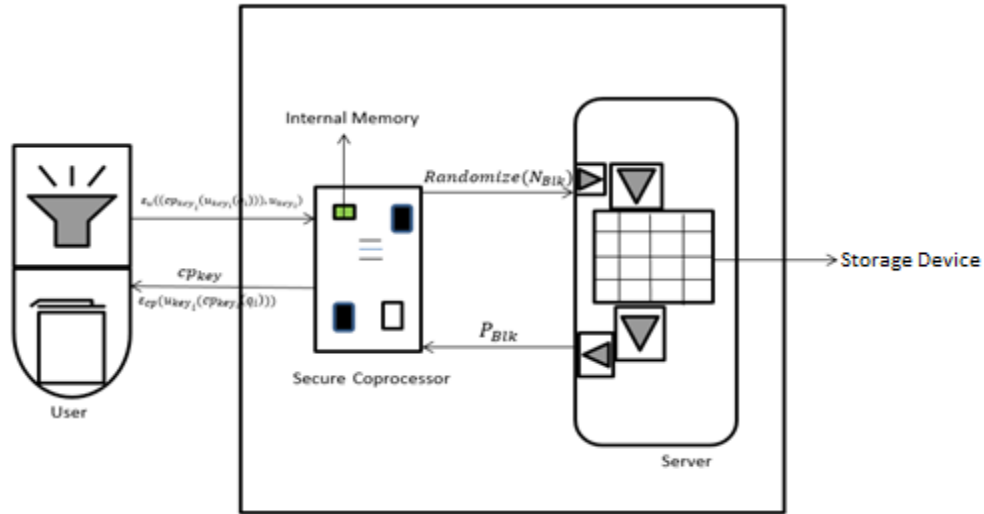 Internal Memory
Randomize(N_Blk)
cp_key
P_Blk
Storage Device
Secure Coprocessor
User
Server